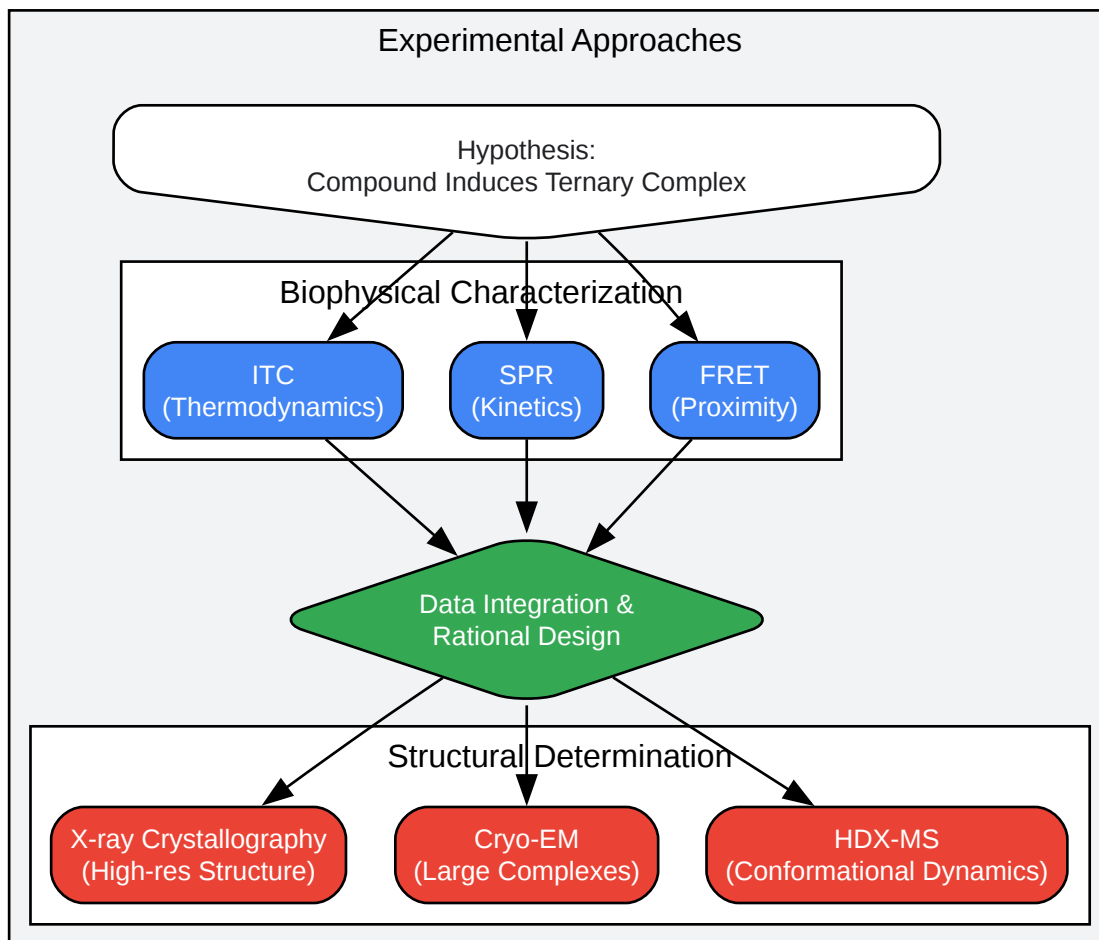 Experimental Approaches
Hypothesis:
Compound Induces Ternary Complex
Biophysical Characterization
ITC
(Thermodynamics)
SPR
(Kinetics)
FRET
(Proximity)
Data Integration &
Rational Design
Structural Determination
X-ray Crystallography
(High-res Structure)
Cryo-EM
(Large Complexes)
HDX-MS
(Conformational Dynamics)